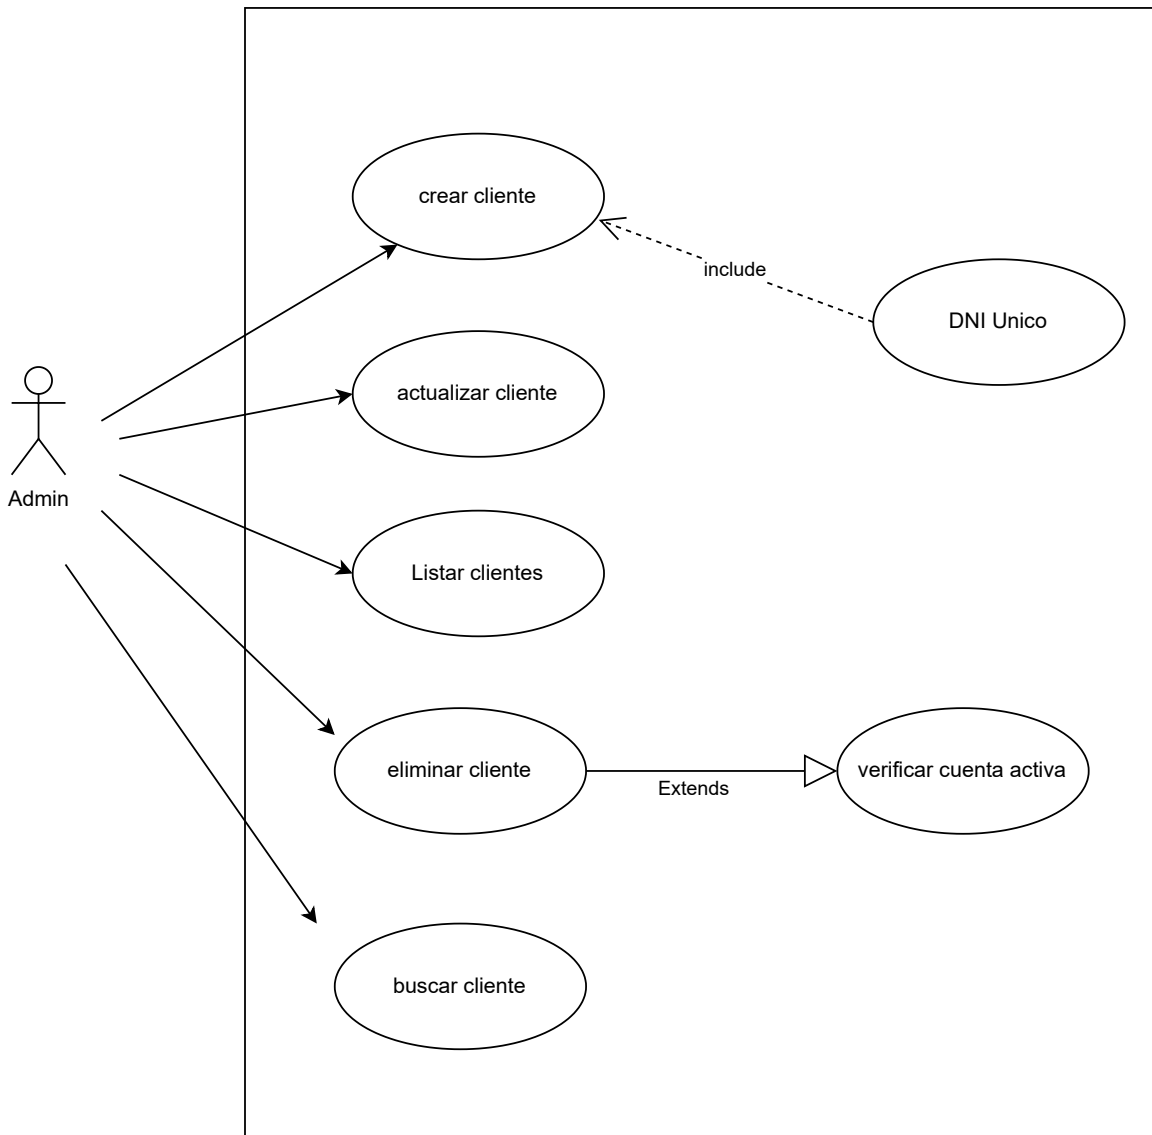 crear cliente
include
DNI Unico
actualizar cliente
Admin
Listar clientes
eliminar cliente
Extends
verificar cuenta activa
buscar cliente